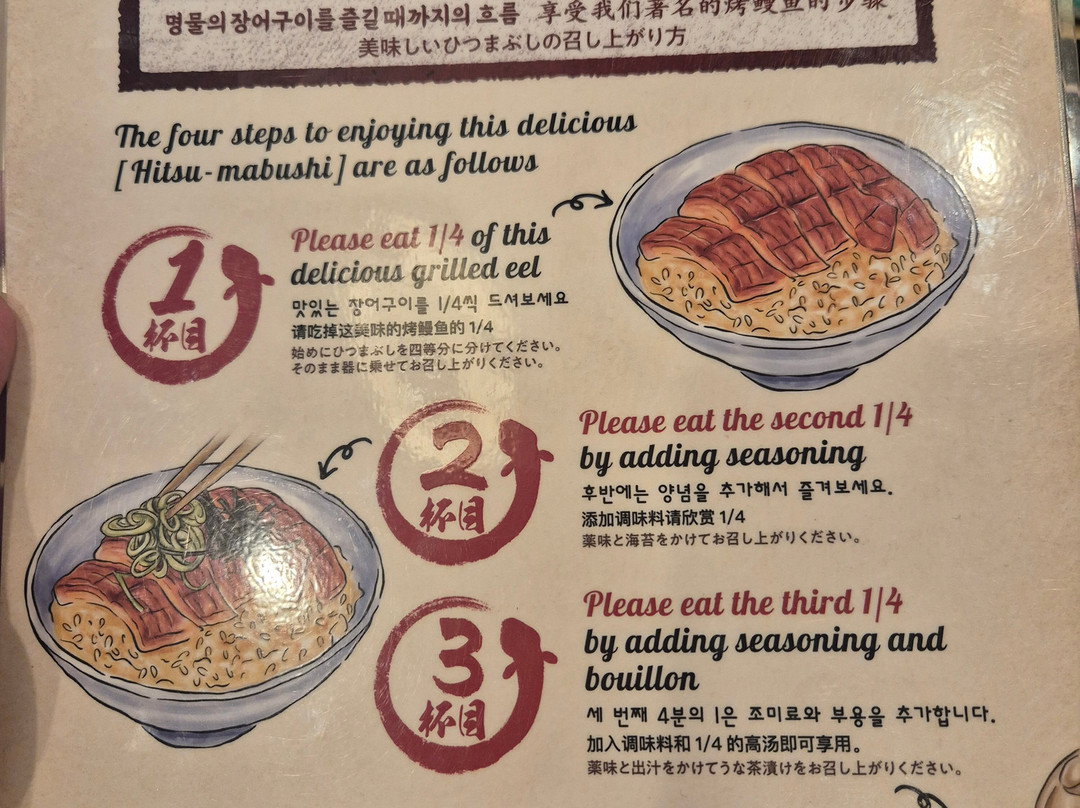 명물의 장어구이를 즐길 때까지의 흐름 享受我们著名的烤鳗鱼的步骤
美味しいひつまぶしの召し上がり方
The four steps to enjoying this delicious
[Hitsu-mabushi] are as follows
1
杯目
Please eat 1/4 of this
delicious grilled eel
맛있는 장어구이를 1/4씩 드셔보세요
请吃掉这美味的烤鳗鱼的 1/4
始めにひつまぶしを四等分に分けてください。
そのまま器に乗せてお召し上がりください。
2
杯目
Please eat the second 1/4
by adding seasoning
후반에는 양념을 추가해서 즐겨보세요.
添加调味料请欣赏 1/4
薬味と海苔をかけてお召し上がりください。
3
杯目
Please eat the third 1/4
by adding seasoning and
bouillon
세 번째 4분의 1은 조미료와 부용을 추가합니다.
加入调味料和 1/4 的高汤即可享用。
薬味と出汁をかけてうな茶漬けをお召し上がりください。